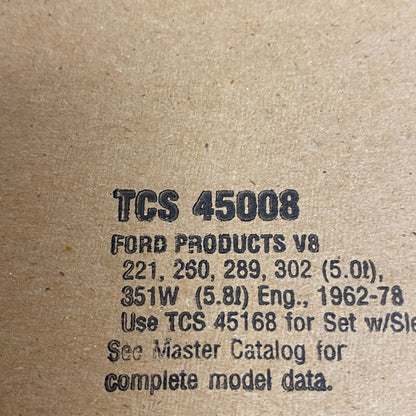 TCS 45008
FORD PRODUCTS V8
221, 260, 289, 302 (5.0ℓ),
351W (5.8ℓ) Eng., 1962-78
Use TCS 45168 for Set w/Sle
See Master Catalog for
complete model data.